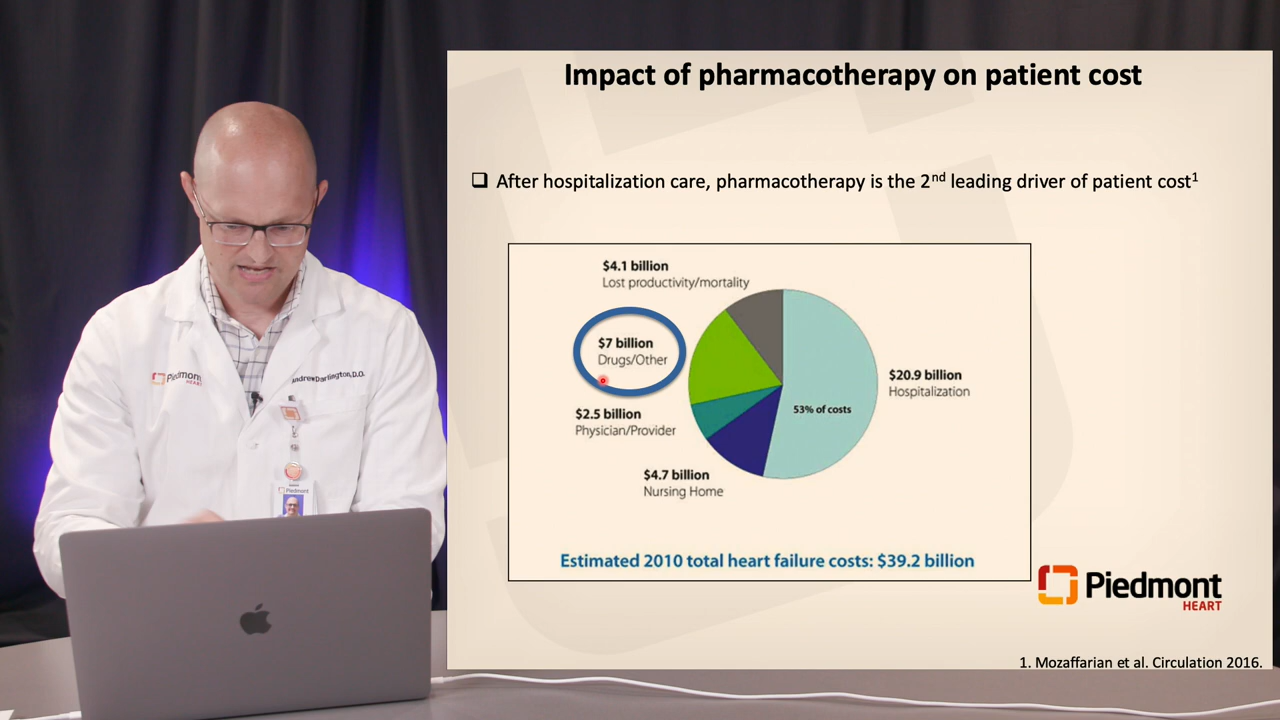 Impact of pharmacotherapy on patient cost
❑ After hospitalization care, pharmacotherapy is the 2nd leading driver of patient cost1
$4.1 billion
Lost productivity/mortality
$7 billion
Drugs/Other
$2.5 billion
Physician/Provider
$4.7 billion
Nursing Home
53% of costs
$20.9 billion
Hospitalization
Estimated 2010 total heart failure costs: $39.2 billion
Piedmont
HEART
1. Mozaffarian et al. Circulation 2016.
Piedmont
HEART
Andrew Darlington, D.O.
Piedmont